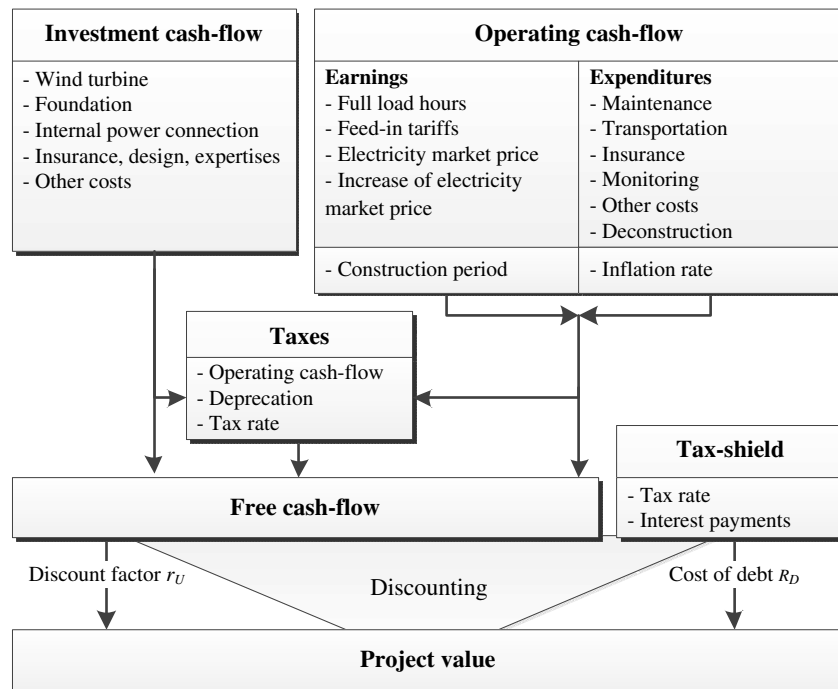 Investment cash-flow
- Wind turbine
- Foundation
- Internal power connection
- Insurance, design, expertises
- Other costs
Operating cash-flow
Earnings
- Full load hours
- Feed-in tariffs
- Electricity market price
- Increase of electricity
market price
- Construction period
Expenditures
- Maintenance
- Transportation
- Insurance
- Monitoring
- Other costs
- Deconstruction
- Inflation rate
Taxes
- Operating cash-flow
- Deprecation
- Tax rate
Tax-shield
- Tax rate
- Interest payments
Free cash-flow
Discount factor r_U
Discounting
Cost of debt R_D
Project value